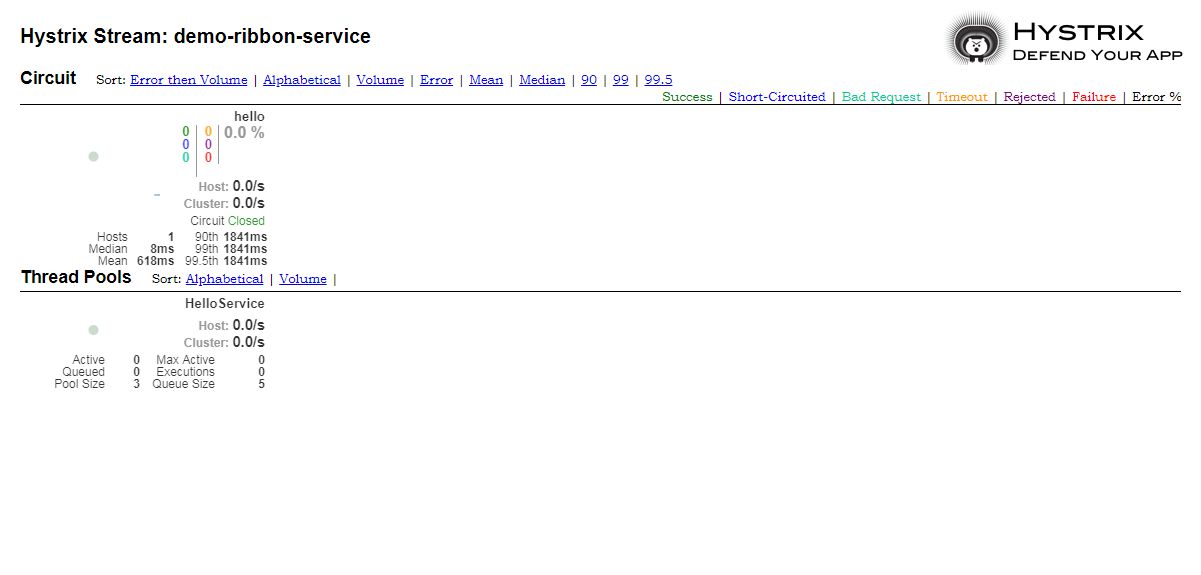 Hystrix Stream: demo-ribbon-service
HYSTRIX
DEFEND YOUR APP
Circuit Sort: Error then Volume | Alphabetical | Volume | Error | Mean | Median | 90 | 99 | 99.5
Success | Short-Circuited | Bad Request | Timeout | Rejected | Failure | Error %
hello
0 0 0.0 %
0 0
0 0
Host: 0.0/s
Cluster: 0.0/s
Circuit Closed
Hosts 1 90th 1841ms
Median 8ms 99th 1841ms
Mean 618ms 99.5th 1841ms
Thread Pools Sort: Alphabetical | Volume |
HelloService
Host: 0.0/s
Cluster: 0.0/s
Active 0 Max Active 0
Queued 0 Executions 0
Pool Size 3 Queue Size 5